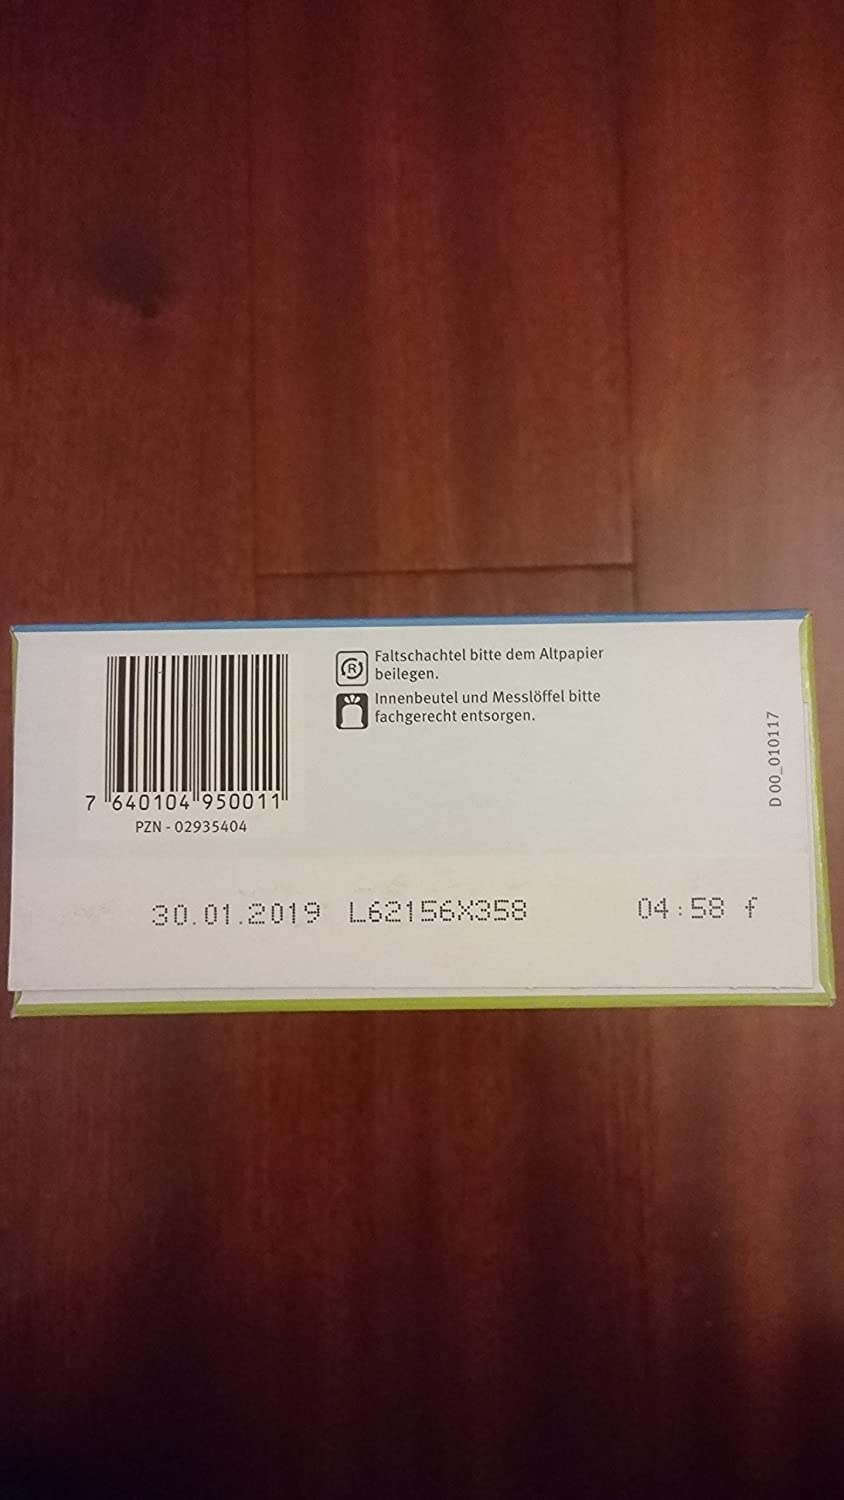 R
Faltschachtel bitte dem Altpapier
beilegen.
Innenbeutel und Messlöffel bitte
fachgerecht entsorgen.
7 640104 950011
PZN - 02935404
D 00_010117
30.01.2019 L62156X358 04:58 f